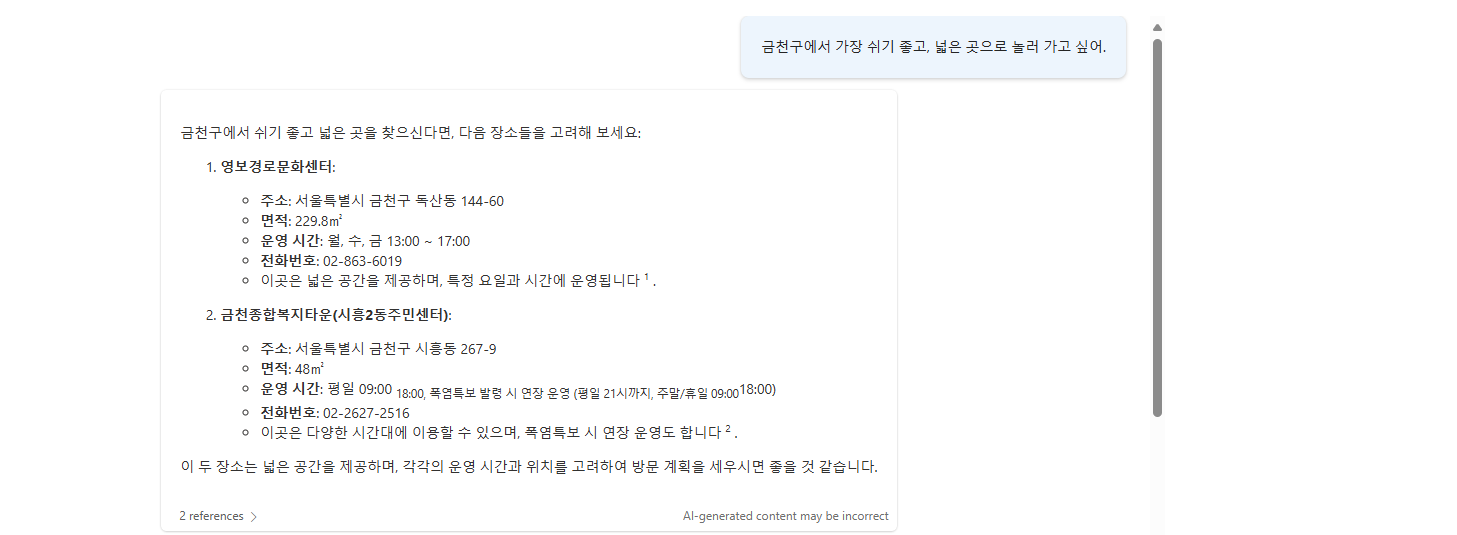 금천구에서 가장 쉬기 좋고, 넓은 곳으로 놀러 가고 싶어.
금천구에서 쉬기 좋고 넓은 곳을 찾으신다면, 다음 장소들을 고려해 보세요:
1. 영보경로문화센터:
○ 주소: 서울특별시 금천구 독산동 144-60
○ 면적: 229.8㎡
○ 운영 시간: 월, 수, 금 13:00 ~ 17:00
○ 전화번호: 02-863-6019
○ 이곳은 넓은 공간을 제공하며, 특정 요일과 시간에 운영됩니다 1 .
2. 금천종합복지타운(시흥2동주민센터):
○ 주소: 서울특별시 금천구 시흥동 267-9
○ 면적: 48㎡
○ 운영 시간: 평일 09:00 18:00, 폭염특보 발령 시 연장 운영 (평일 21시까지, 주말/휴일 09:0018:00)
○ 전화번호: 02-2627-2516
○ 이곳은 다양한 시간대에 이용할 수 있으며, 폭염특보 시 연장 운영도 합니다 2 .
이 두 장소는 넓은 공간을 제공하며, 각각의 운영 시간과 위치를 고려하여 방문 계획을 세우시면 좋을 것 같습니다.
2 references
AI-generated content may be incorrect